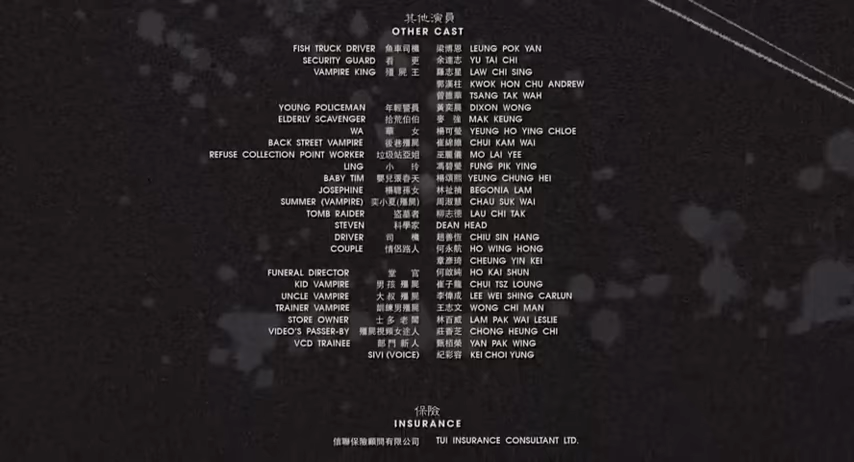 其他演員
OTHER CAST
FISH TRUCK DRIVER 魚車司機 梁博恩 LEUNG POK YAN
SECURITY GUARD 看更 余達志 YU TAI CHI
VAMPIRE KING 殭屍王 羅志星 LAW CHI SING
郭漢柱 KWOK HON CHU ANDREW
曾德華 TSANG TAK WAH
YOUNG POLICEMAN 年輕警員 黃奕晨 DIXON WONG
ELDERLY SCAVENGER 拾荒伯伯 麥強 MAK KEUNG
WA 華女 楊可瑩 YEUNG HO YING CHLOE
BACK STREET VAMPIRE 後巷殭屍 崔錦維 CHUI KAM WAI
REFUSE COLLECTION POINT WORKER 垃圾站亞姐 巫麗儀 MO LAI YEE
LING 小玲 馮碧瑩 FUNG PIK YING
BABY TIM 嬰兒張春天 楊頌熙 YEUNG CHUNG HEI
JOSEPHINE 楊聰孫女 林祉楨 BEGONIA LAM
SUMMER (VAMPIRE) 奕小夏(殭屍) 周淑慧 CHAU SUK WAI
TOMB RAIDER 盜墓者 柳志德 LAU CHI TAK
STEVEN 科學家 DEAN HEAD
DRIVER 司機 趙善恆 CHIU SIN HANG
COUPLE 情侶路人 何永航 HO WING HONG
章彥琦 CHEUNG YIN KEI
FUNERAL DIRECTOR 堂官 何啟純 HO KAI SHUN
KID VAMPIRE 男孩殭屍 崔子龍 CHUI TSZ LOUNG
UNCLE VAMPIRE 大叔殭屍 李偉成 LEE WEI SHING CARLUN
TRAINER VAMPIRE 訓練男殭屍 王志文 WONG CHI MAN
STORE OWNER 士多老闆 林百威 LAM PAK WAI LESLIE
VIDEO'S PASSER-BY 殭屍視頻女途人 莊香芝 CHONG HEUNG CHI
VCD TRAINEE 部門新人 甄栢榮 YAN PAK WING
SIVI (VOICE) 紀彩容 KEI CHOI YUNG
保險
INSURANCE
信聯保險顧問有限公司 TUI INSURANCE CONSULTANT LTD.